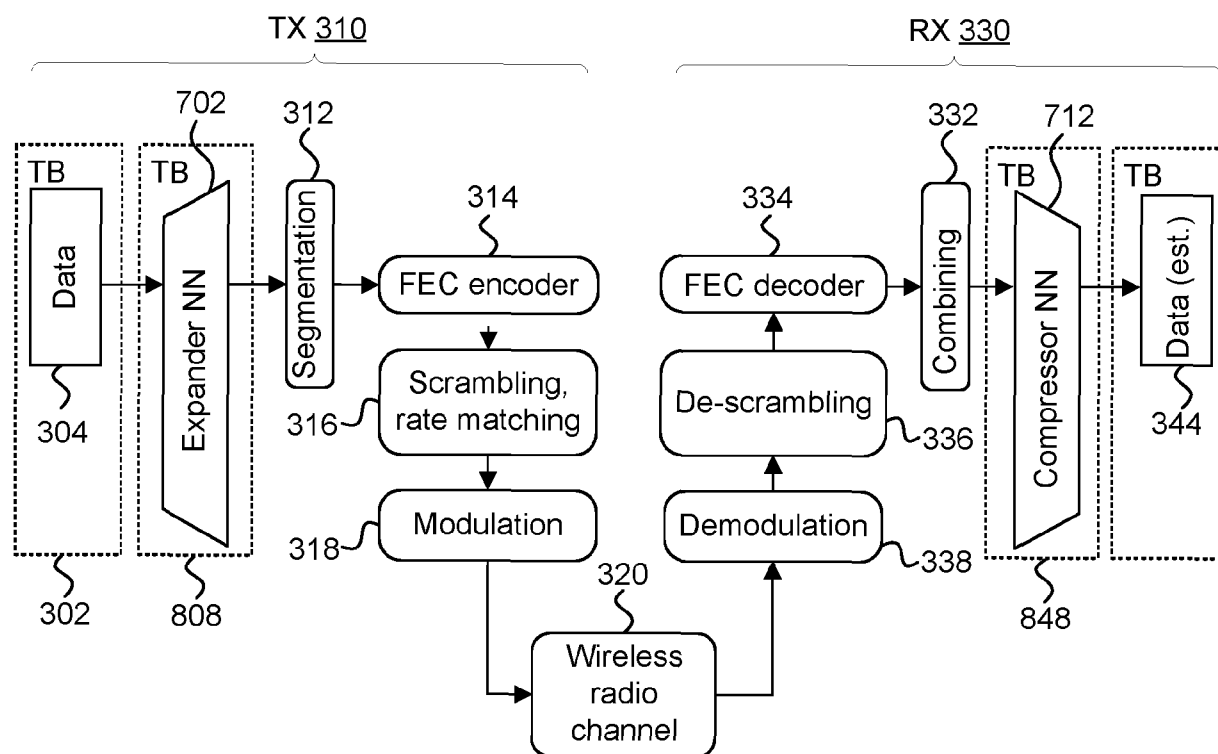 TX 310
RX 330
702
312
332
712
TB
TB
TB
TB
314
334
Data
Expander NN
Segmentation
FEC encoder
FEC decoder
Combining
Compressor NN
Data (est.)
304
316
Scrambling,
rate matching
De-scrambling
336
344
318
Modulation
Demodulation
338
302
808
320
848
Wireless
radio
channel